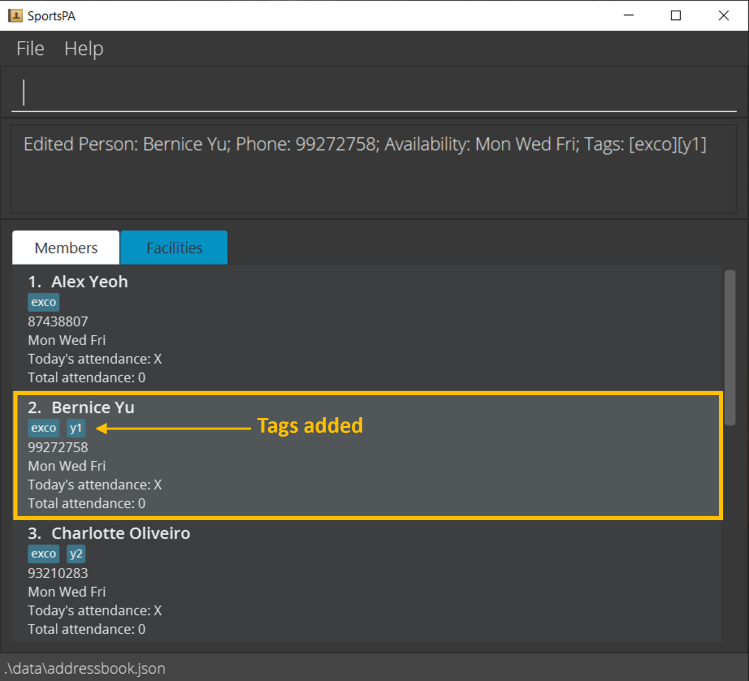 SportsPA
File Help
Edited Person: Bernice Yu; Phone: 99272758; Availability: Mon Wed Fri; Tags: [exco][y1]
Members Facilities
1. Alex Yeoh
exco
87438807
Mon Wed Fri
Today's attendance: X
Total attendance: 0
2. Bernice Yu
exco y1 Tags added
99272758
Mon Wed Fri
Today's attendance: X
Total attendance: 0
3. Charlotte Oliveiro
exco y2
93210283
Mon Wed Fri
Today's attendance: X
Total attendance: 0
.\data\addressbook.json